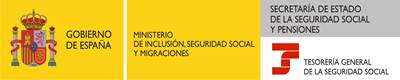 GOBIERNO
DE ESPAÑA
MINISTERIO
DE INCLUSIÓN, SEGURIDAD SOCIAL
Y MIGRACIONES
SECRETARÍA DE ESTADO
DE LA SEGURIDAD SOCIAL
Y PENSIONES
TESORERÍA GENERAL
DE LA SEGURIDAD SOCIAL